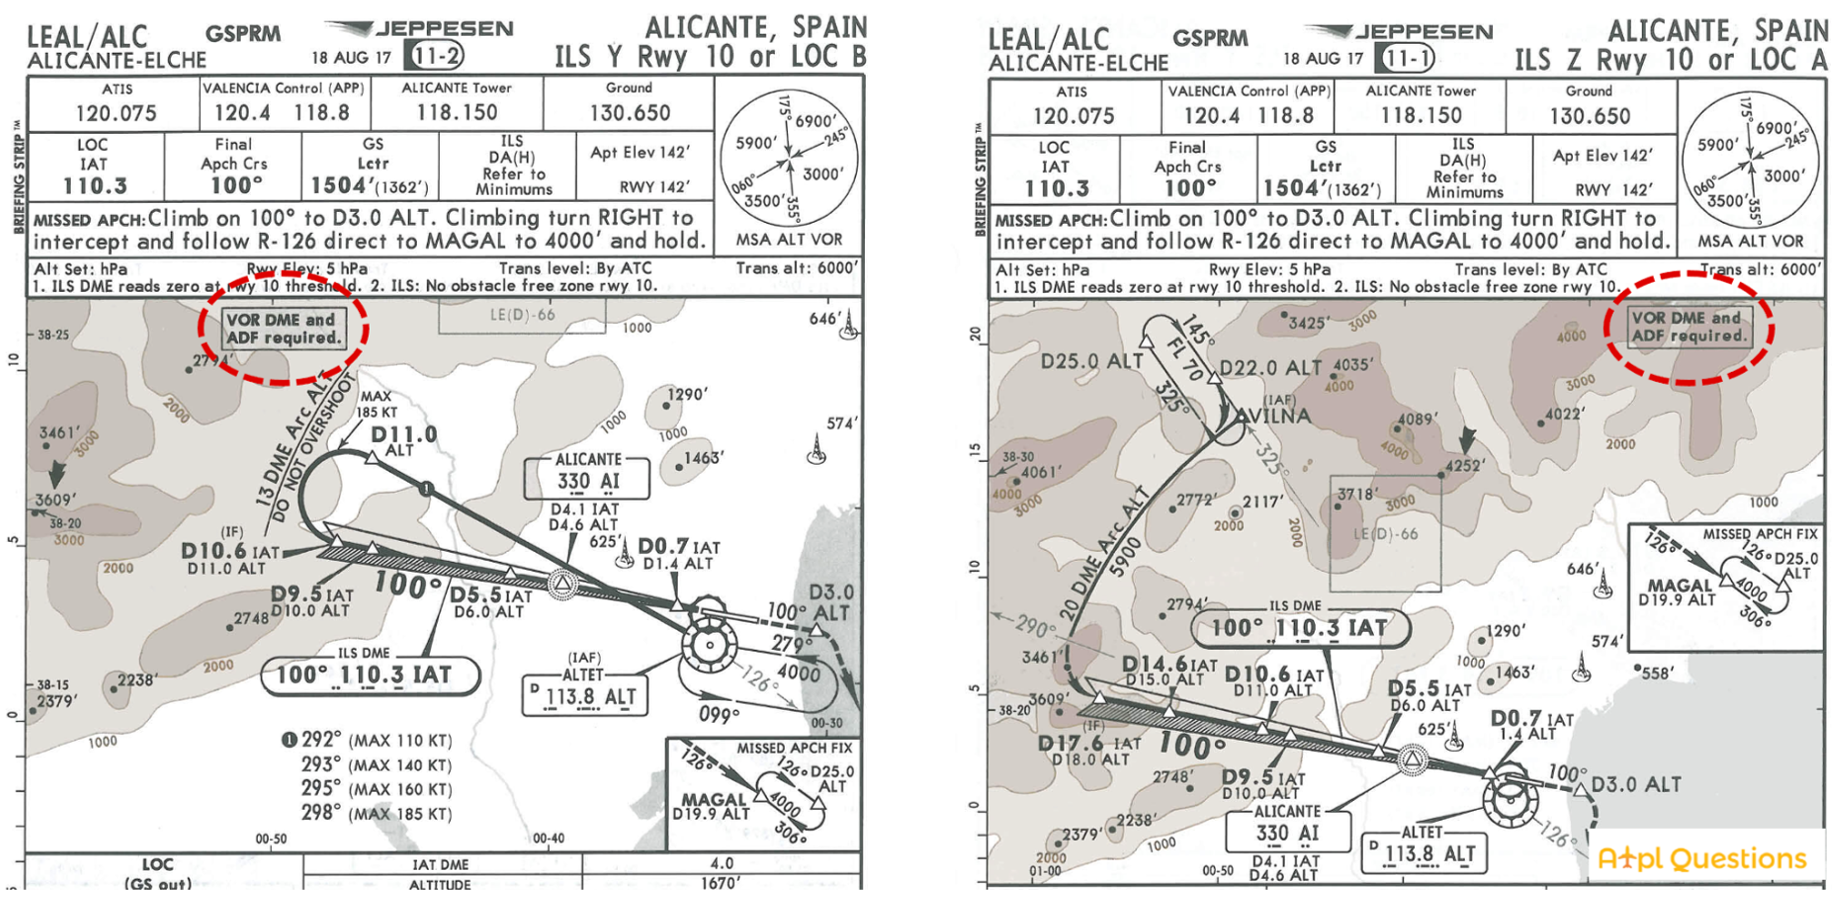 LEAL/ALC
ALICANTE-ELCHE
GSPRM
JEPPESEN
18 AUG 17 11-2
ALICANTE, SPAIN
ILS Y Rwy 10 or LOC B
BRIEFING STRIP™
ATIS
120.075
VALENCIA Control (APP)
120.4 118.8
ALICANTE Tower
118.150
Ground
130.650
LOC
IAT
110.3
Final
Apch Crs
100°
GS
Lctr
1504'(1362')
ILS
DA(H)
Refer to
Minimums
Apt Elev 142'
RWY 142'
175°
6900'
245°
5900'
3000'
060°
3500'
355°
MSA ALT VOR
MISSED APCH: Climb on 100° to D3.0 ALT. Climbing turn RIGHT to
intercept and follow R-126 direct to MAGAL to 4000' and hold.
Alt Set: hPa Rwy Elev: 5 hPa Trans level: By ATC Trans alt: 6000'
1. ILS DME reads zero at rwy 10 threshold. 2. ILS: No obstacle free zone rwy 10.
VOR DME and
ADF required.
LE(D)-66
1000
646'
38-25
10
2794'
2000
13 DME Arc ALT
DO NOT OVERSHOOT
MAX
185 KT
D11.0
ALT
1290'
1000
1000
574'
3461'
3000
1463'
ALICANTE
330 AI
D4.1 IAT
D4.6 ALT
625'
3609'
38-20
3000
2000
5
(IF)
D10.6 IAT
D11.0 ALT
1
D0.7 IAT
D1.4 ALT
D9.5 IAT
D10.0 ALT
100°
D5.5 IAT
D6.0 ALT
D3.0
ALT
100°
279°
4000
126°
099°
00-30
2748
2000
ILS DME
100° 110.3 IAT
(IAF)
ALTET
D 113.8 ALT
38-15
2238'
2379'
0
1000
1 292° (MAX 110 KT)
293° (MAX 140 KT)
295° (MAX 160 KT)
298° (MAX 185 KT)
MISSED APCH FIX
126°
126°
D25.0
ALT
MAGAL
D19.9 ALT
4000
306°
00-50
00-40
LOC
(GS out)
IAT DME
4.0
ALTITUDE
1670'
5
LEAL/ALC
ALICANTE-ELCHE
GSPRM
JEPPESEN
18 AUG 17 11-1
ALICANTE, SPAIN
ILS Z Rwy 10 or LOC A
BRIEFING STRIP™
ATIS
120.075
VALENCIA Control (APP)
120.4 118.8
ALICANTE Tower
118.150
Ground
130.650
LOC
IAT
110.3
Final
Apch Crs
100°
GS
Lctr
1504'(1362')
ILS
DA(H)
Refer to
Minimums
Apt Elev 142'
RWY 142'
175°
6900'
245°
5900'
3000'
060°
3500'
355°
MSA ALT VOR
MISSED APCH: Climb on 100° to D3.0 ALT. Climbing turn RIGHT to
intercept and follow R-126 direct to MAGAL to 4000' and hold.
Alt Set: hPa Rwy Elev: 5 hPa Trans level: By ATC Trans alt: 6000'
1. ILS DME reads zero at rwy 10 threshold. 2. ILS: No obstacle free zone rwy 10.
VOR DME and
ADF required.
20
145°
FL 70
325°
D25.0 ALT
D22.0 ALT
3425'
3000
4035'
4000
4000
3000
(IAF)
AVILNA
325°
4089'
4000
4022'
2000
15
38-30
4061'
4000
3000
4252'
3718'
3000
LE(D)-66
2772'
2117'
2000
2000
1000
20 DME Arc ALT
5900
10
2794'
290°
MISSED APCH FIX
126°
126°
D25.0
ALT
MAGAL
D19.9 ALT
4000
306°
646'
ILS DME
100° 110.3 IAT
1290'
1000
574'
1463'
558'
3461'
D14.6 IAT
D15.0 ALT
D10.6 IAT
D11.0 ALT
5
3609'
38-20
D5.5 IAT
D6.0 ALT
625'
D0.7 IAT
1.4 ALT
(IF)
D17.6 IAT
D18.0 ALT
100°
D9.5 IAT
D10.0 ALT
2748'
100°
D3.0 ALT
126°
0
2238'
2379'
2000
1000
ALICANTE
330 AI
D4.1 IAT
D4.6 ALT
ALTET
D 113.8 ALT
01-00
00-50
Atpl Questions